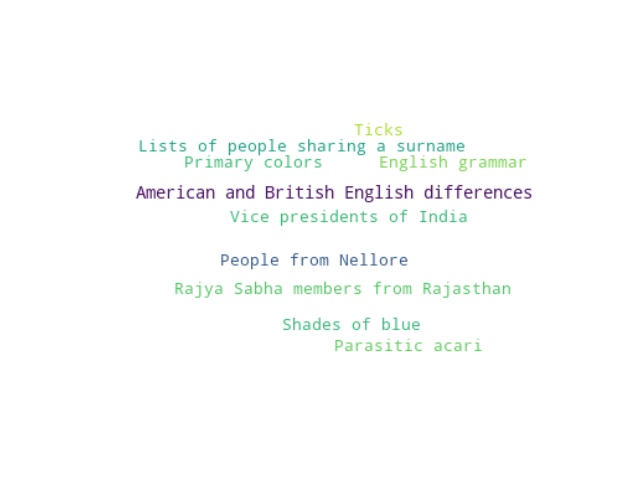 Ticks
Lists of people sharing a surname
Primary colors English grammar
American and British English differences
Vice presidents of India
People from Nellore
Rajya Sabha members from Rajasthan
Shades of blue
Parasitic acari